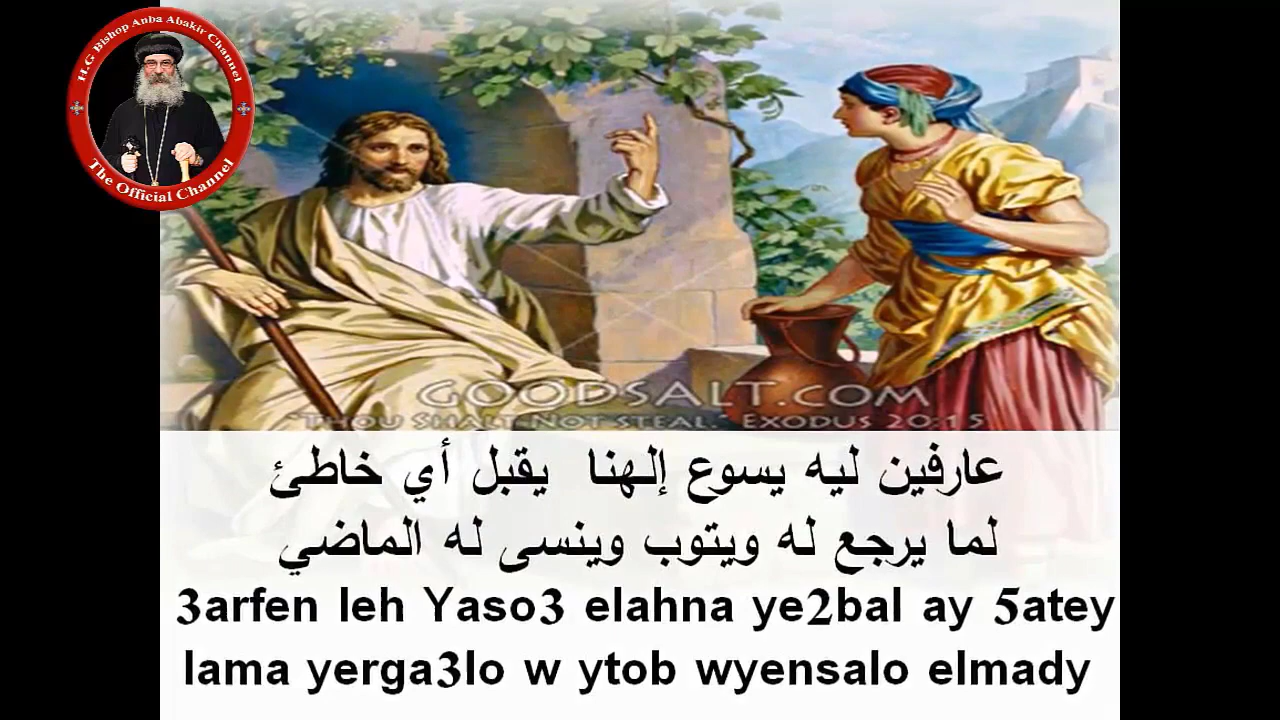 H.G Bishop Anba Abakir Channel
The Official Channel
GOODSALT.COM
"THOU SHALT NOT STEAL." EXODUS 20:15
عارفين ليه يسوع إلهنا يقبل أي خاطئ
لما يرجع له ويتوب وينسى له الماضي
3arfen leh Yaso3 elahna ye2bal ay 5atey
lama yerga3lo w ytob wyensalo elmady